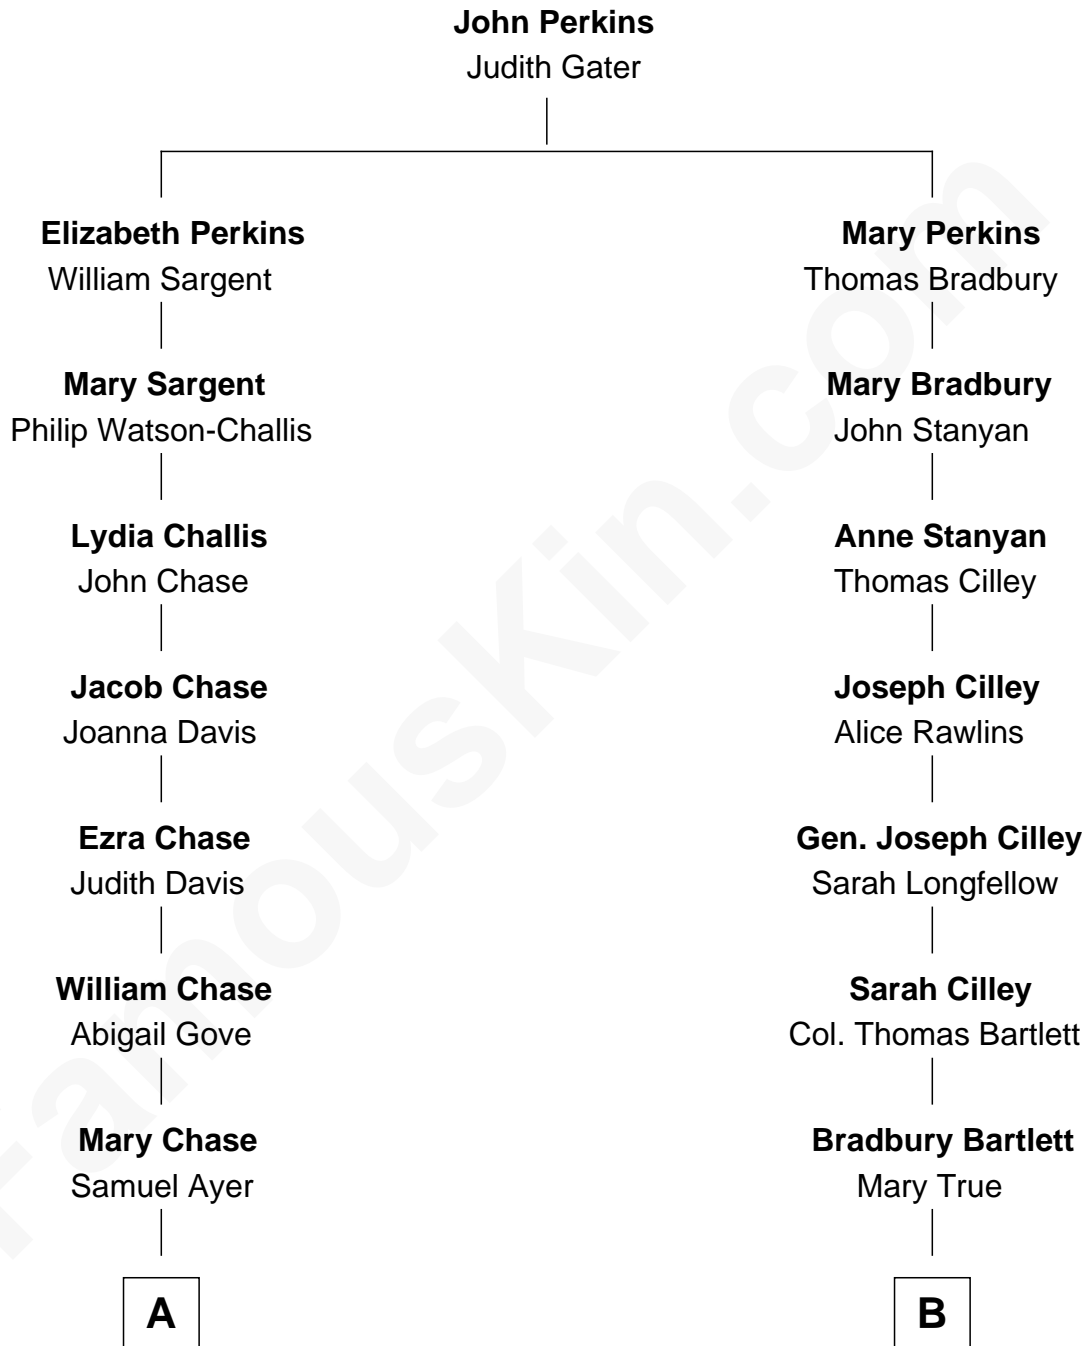 John Perkins
Judith Gater
Elizabeth Perkins
William Sargent
Mary Perkins
Thomas Bradbury
Mary Sargent
Philip Watson-Challis
Mary Bradbury
John Stanyan
Lydia Challis
John Chase
Anne Stanyan
Thomas Cilley
Jacob Chase
Joanna Davis
Joseph Cilley
Alice Rawlins
Ezra Chase
Judith Davis
Gen. Joseph Cilley
Sarah Longfellow
William Chase
Abigail Gove
Sarah Cilley
Col. Thomas Bartlett
Mary Chase
Samuel Ayer
Bradbury Bartlett
Mary True
A
B
FamousKin.com